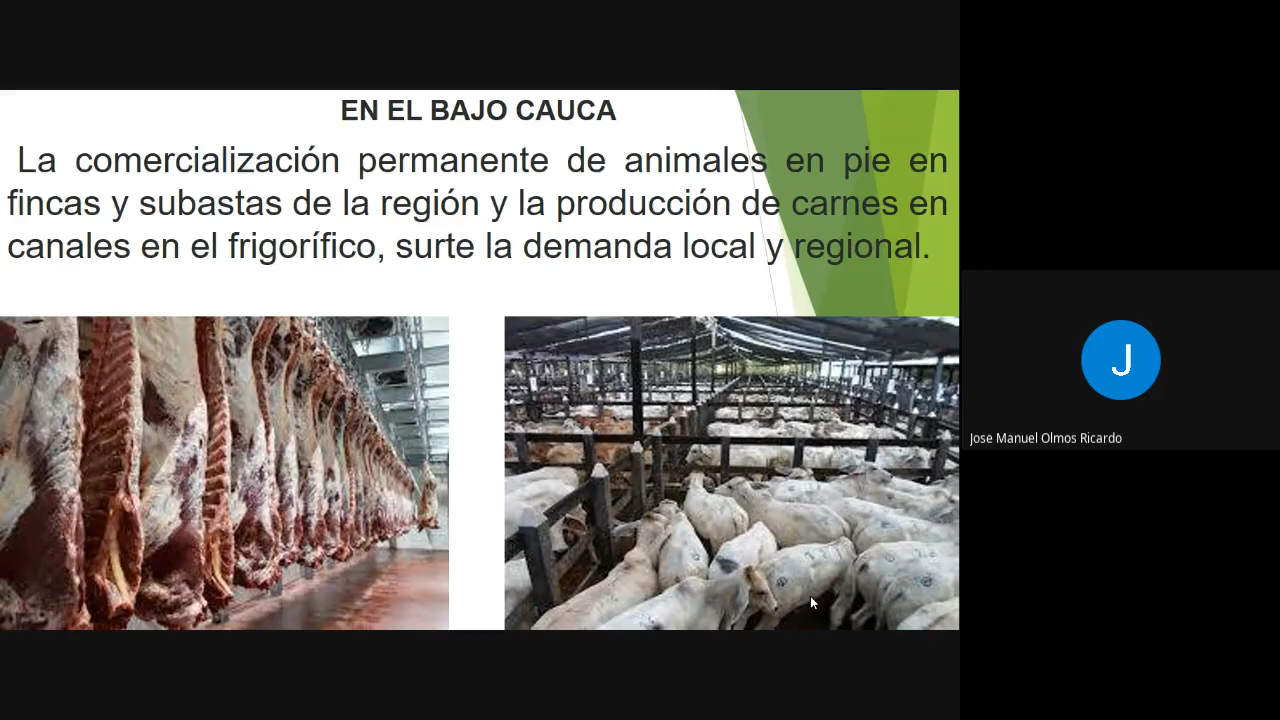 EN EL BAJO CAUCA
La comercialización permanente de animales en pie en
fincas y subastas de la región y la producción de carnes en
canales en el frigorífico, surte la demanda local y regional.
J
Jose Manuel Olmos Ricardo